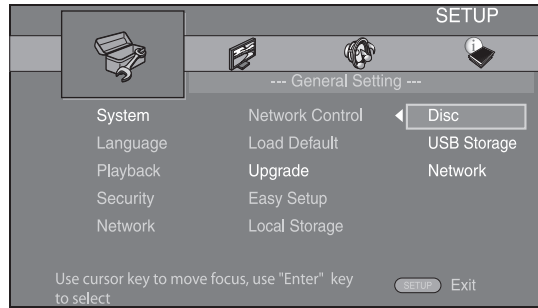 SETUP
--- General Setting ---
System Network Control Disc
Language Load Default USB Storage
Playback Upgrade Network
Security Easy Setup
Network Local Storage
Use cursor key to move focus, use "Enter" key
to select
SETUP Exit